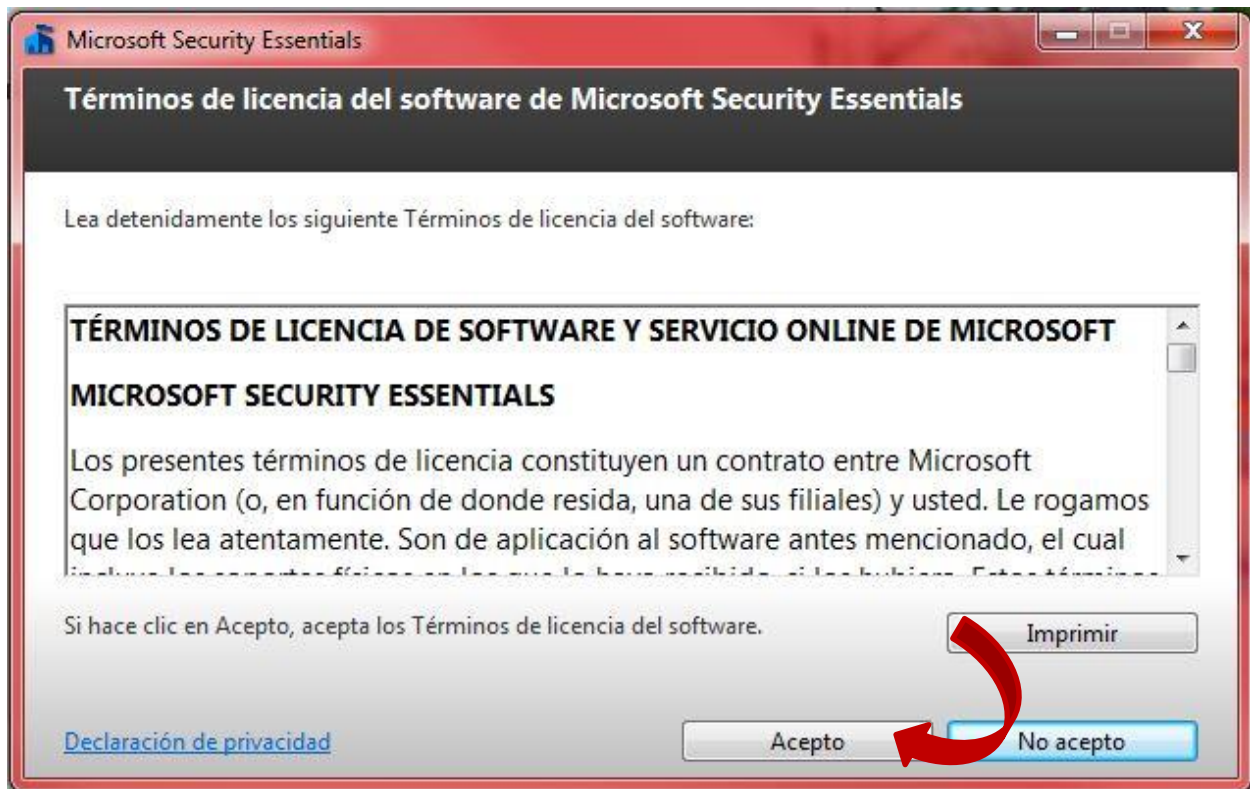 Microsoft Security Essentials
Términos de licencia del software de Microsoft Security Essentials
Lea detenidamente los siguiente Términos de licencia del software:
TÉRMINOS DE LICENCIA DE SOFTWARE Y SERVICIO ONLINE DE MICROSOFT
MICROSOFT SECURITY ESSENTIALS
Los presentes términos de licencia constituyen un contrato entre Microsoft
Corporation (o, en función de donde resida, una de sus filiales) y usted. Le rogamos
que los lea atentamente. Son de aplicación al software antes mencionado, el cual
Si hace clic en Acepto, acepta los Términos de licencia del software.
Imprimir
Declaración de privacidad
Acepto
No acepto